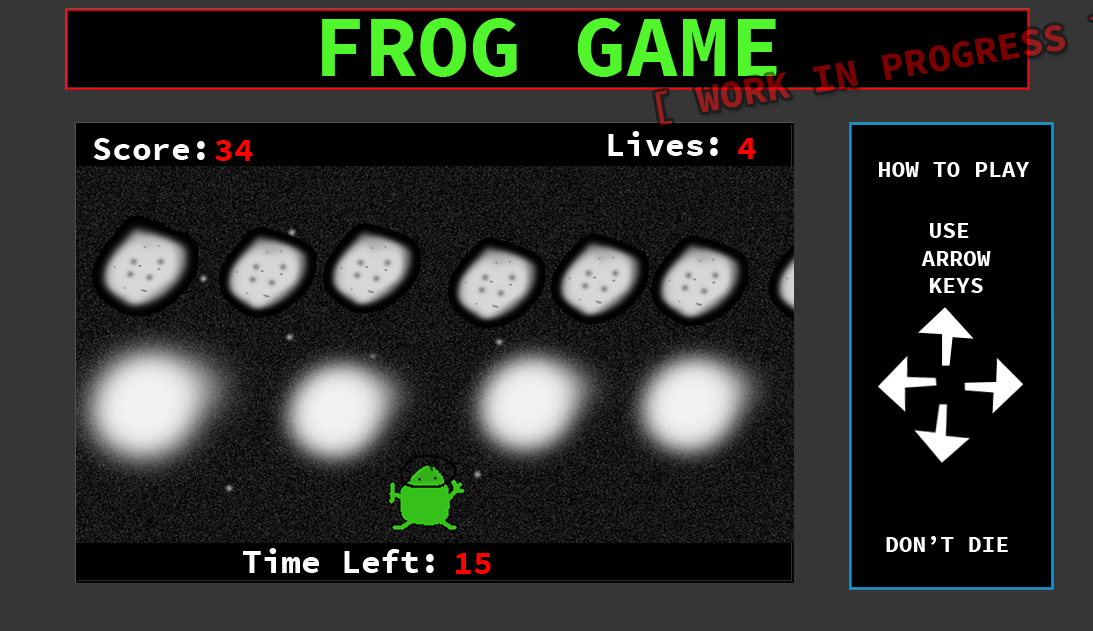 FROG GAME
[ WORK IN PROGRESS
Score: 34
Lives: 4
Time Left: 15
HOW TO PLAY
USE
ARROW
KEYS
DON’T DIE